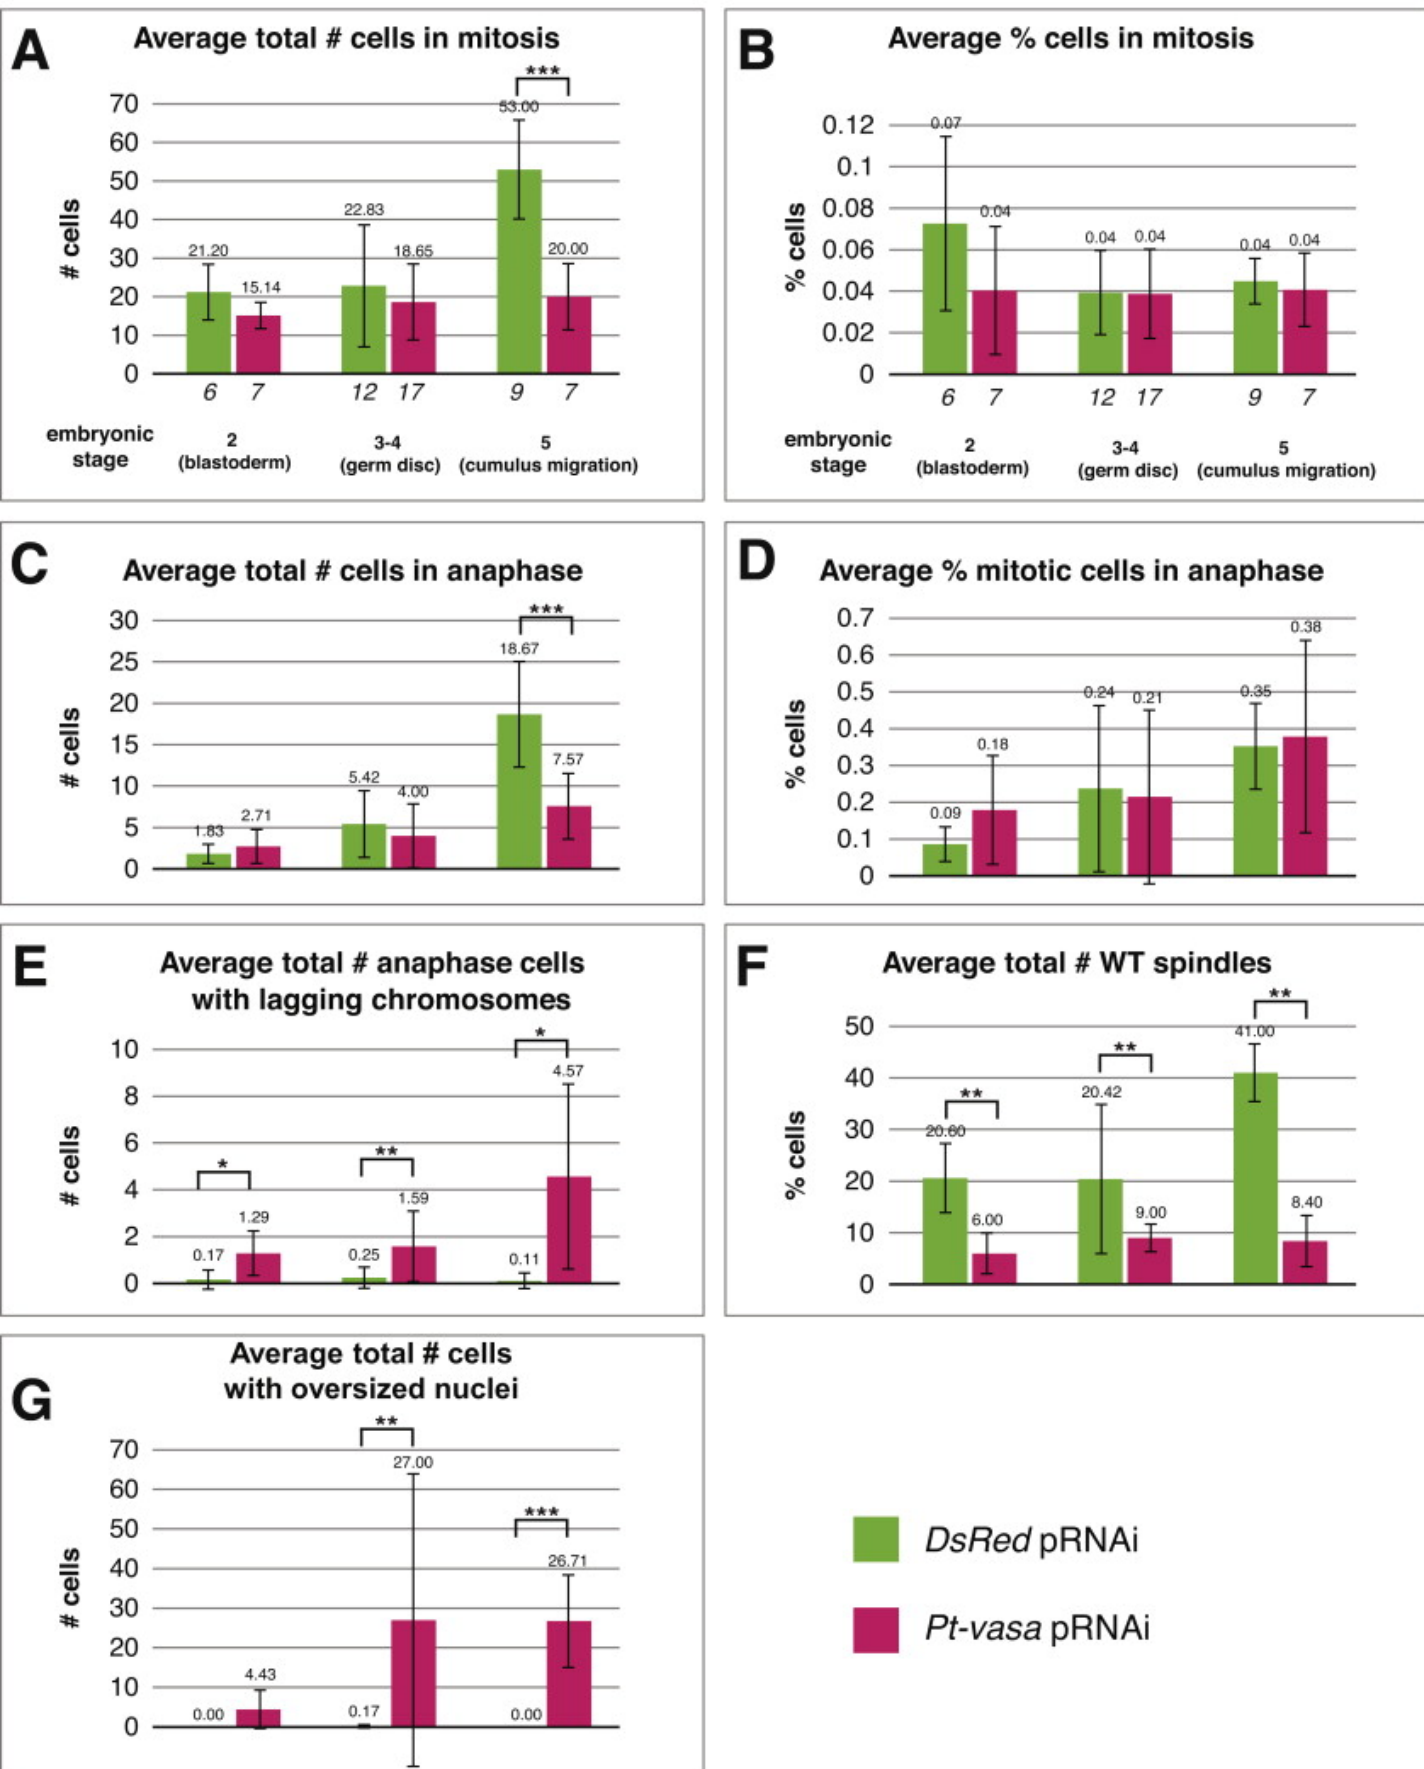 A
Average total # cells in mitosis
***
53.00
70
60
50
40
30
20
10
0
# cells
21.20
15.14
22.83
18.65
20.00
6 7 12 17 9 7
embryonic stage
2 (blastoderm)
3-4 (germ disc)
5 (cumulus migration)
B
Average % cells in mitosis
0.12
0.1
0.08
0.06
0.04
0.02
0
% cells
0.07
0.04
0.04
0.04
0.04
0.04
6 7 12 17 9 7
embryonic stage
2 (blastoderm)
3-4 (germ disc)
5 (cumulus migration)
C
Average total # cells in anaphase
***
30
25
20
15
10
5
0
# cells
1.83
2.71
5.42
4.00
18.67
7.57
D
Average % mitotic cells in anaphase
0.7
0.6
0.5
0.4
0.3
0.2
0.1
0
% cells
0.09
0.18
0.24
0.21
0.35
0.38
E
Average total # anaphase cells
with lagging chromosomes
10
8
6
4
2
0
# cells
*
0.17
1.29
**
0.25
1.59
*
0.11
4.57
F
Average total # WT spindles
50
40
30
20
10
0
% cells
**
20.60
6.00
**
20.42
9.00
**
41.00
8.40
G
Average total # cells
with oversized nuclei
70
60
50
40
30
20
10
0
# cells
0.00
4.43
**
0.17
27.00
***
0.00
26.71
DsRed pRNAi
Pt-vasa pRNAi